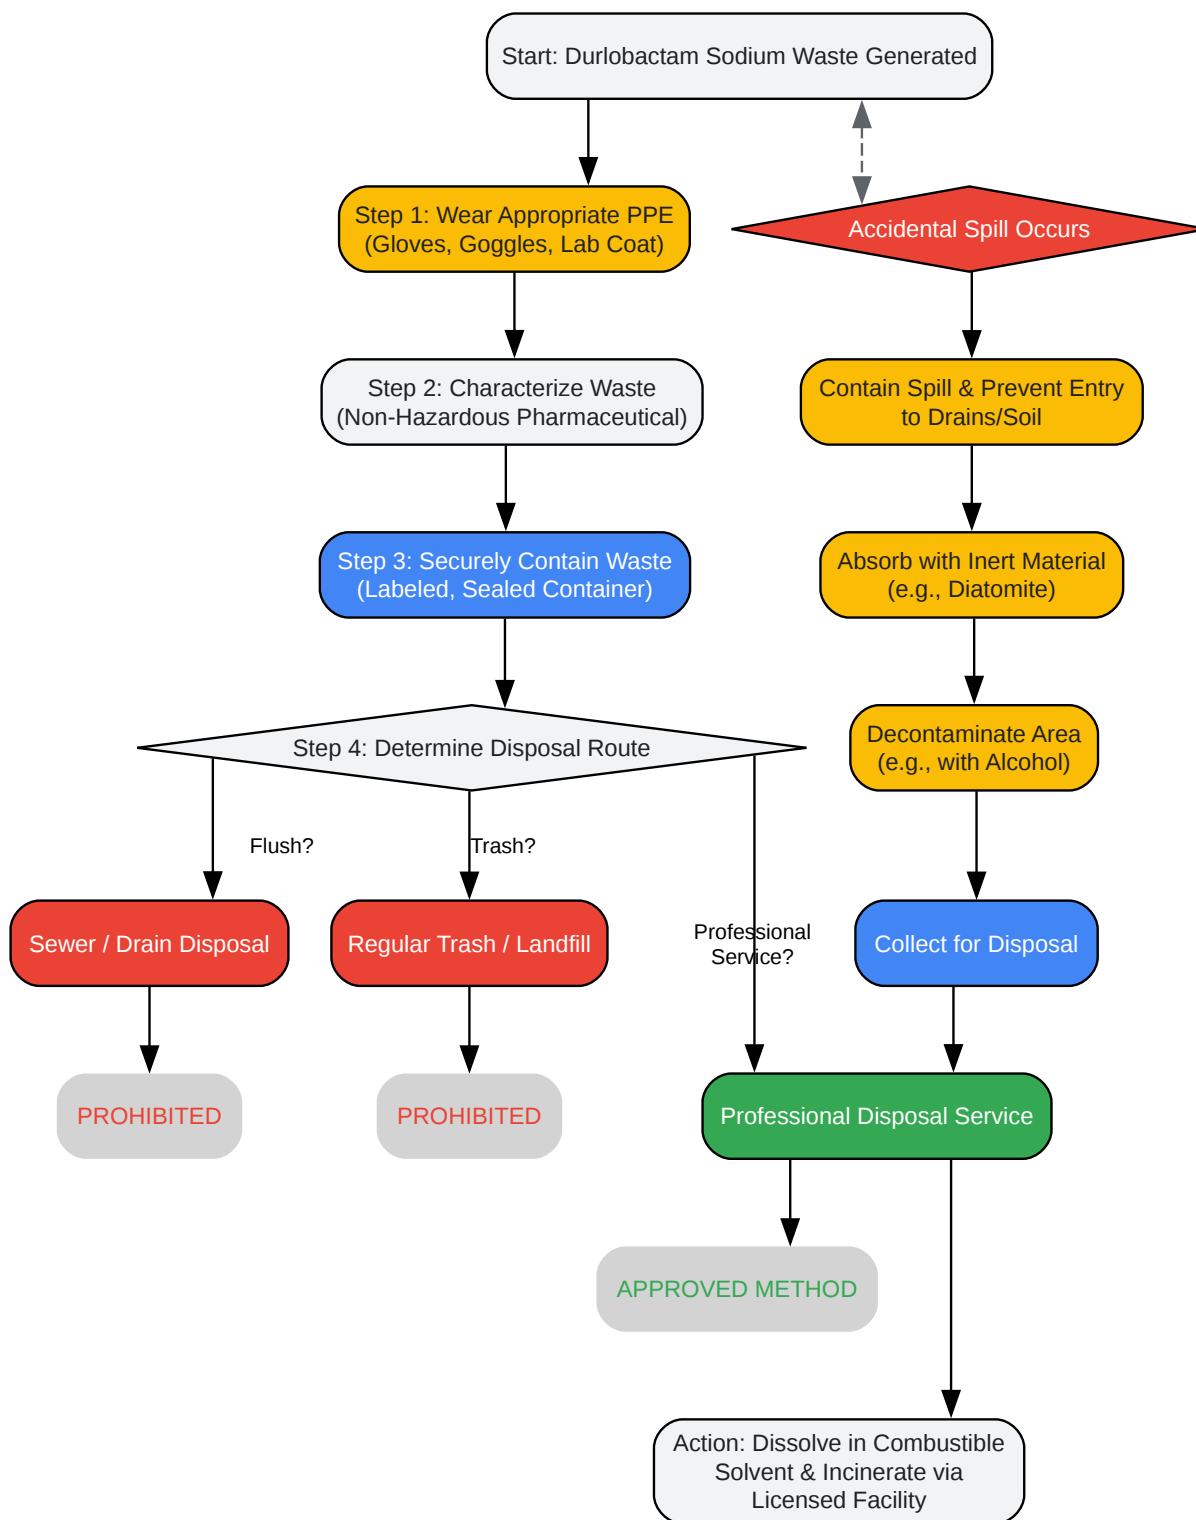 Start: Durlobactam Sodium Waste Generated
Step 1: Wear Appropriate PPE
(Gloves, Goggles, Lab Coat)
Accidental Spill Occurs
Step 2: Characterize Waste
(Non-Hazardous Pharmaceutical)
Contain Spill & Prevent Entry
to Drains/Soil
Step 3: Securely Contain Waste
(Labeled, Sealed Container)
Absorb with Inert Material
(e.g., Diatomite)
Step 4: Determine Disposal Route
Decontaminate Area
(e.g., with Alcohol)
Flush?
Trash?
Professional
Service?
Sewer / Drain Disposal
Regular Trash / Landfill
Collect for Disposal
PROHIBITED
PROHIBITED
Professional Disposal Service
APPROVED METHOD
Action: Dissolve in Combustible
Solvent & Incinerate via
Licensed Facility